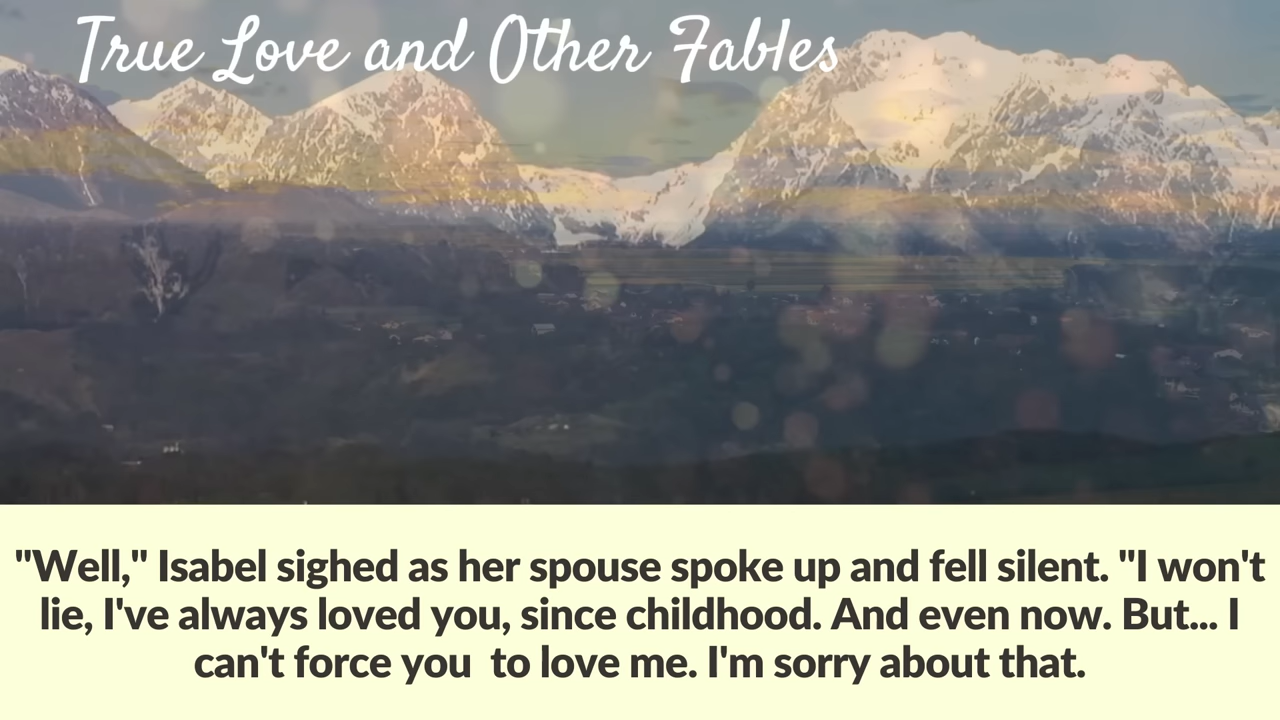 True Love and Other Fables
"Well," Isabel sighed as her spouse spoke up and fell silent. "I won't
lie, I've always loved you, since childhood. And even now. But... I
can't force you  to love me. I'm sorry about that.